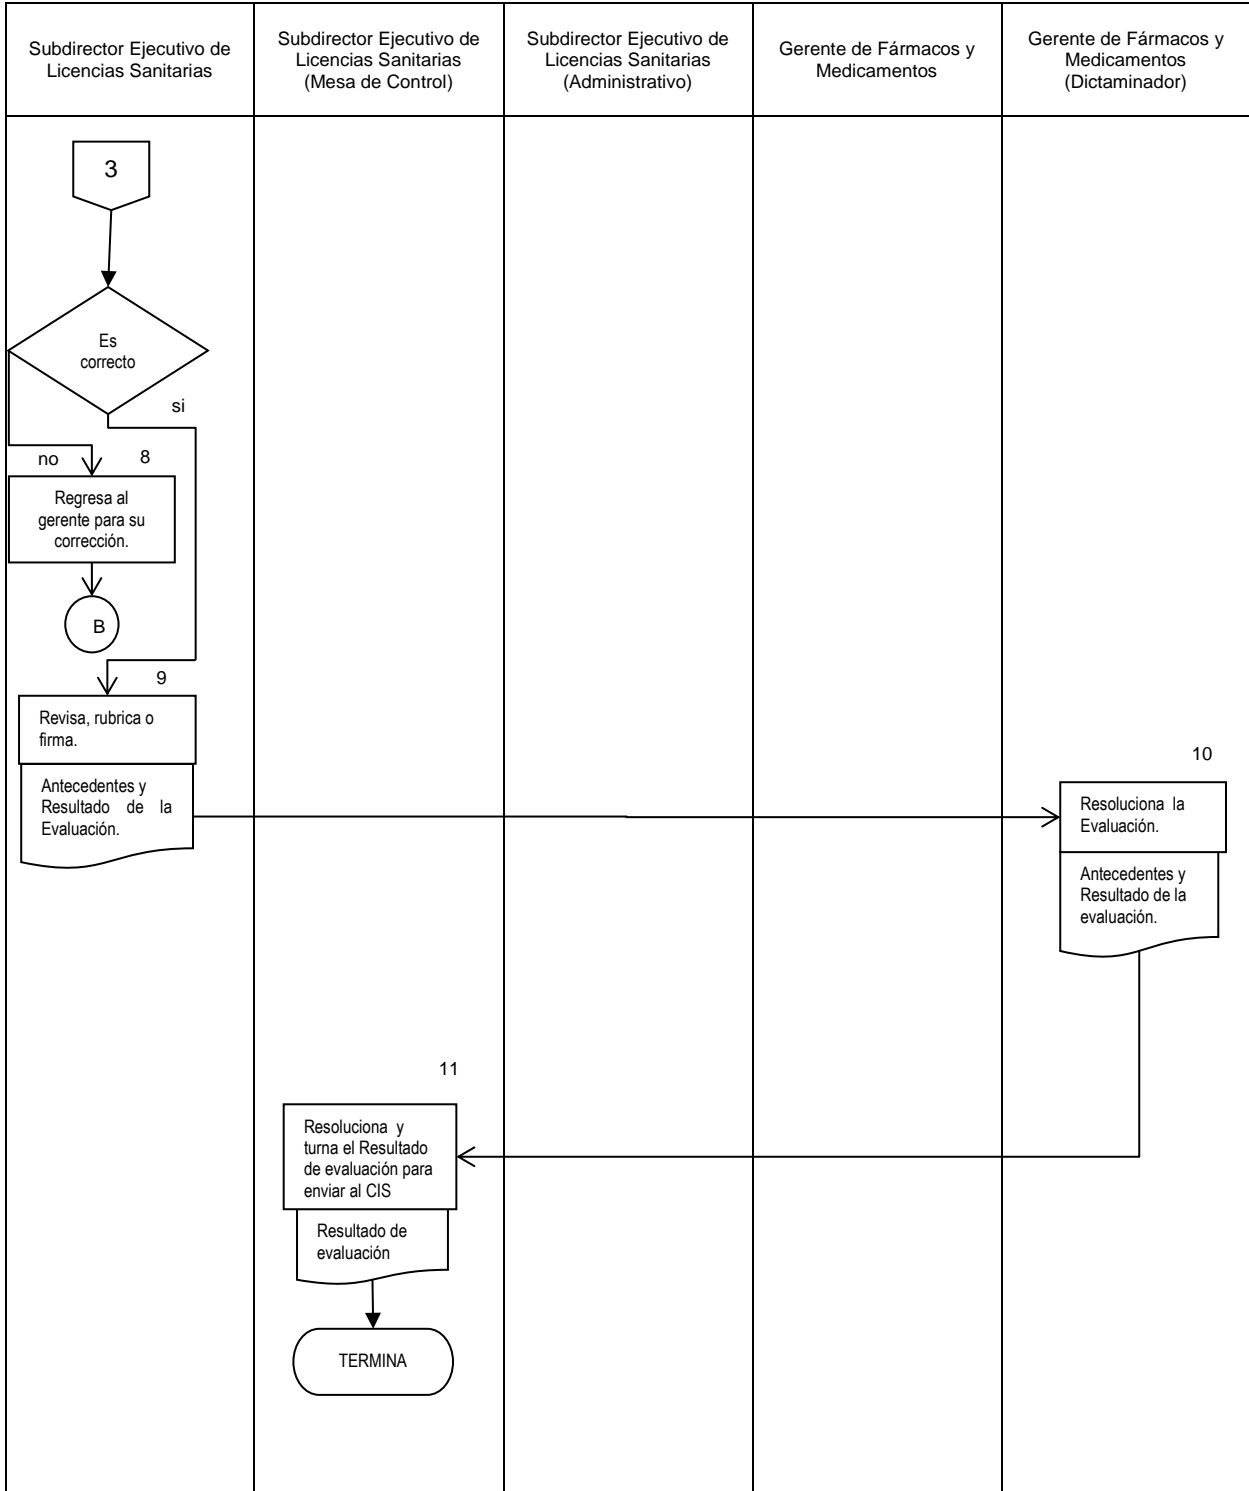 Subdirector Ejecutivo de
Licencias Sanitarias
Subdirector Ejecutivo de
Licencias Sanitarias
(Mesa de Control)
Subdirector Ejecutivo de
Licencias Sanitarias
(Administrativo)
Gerente de Fármacos y
Medicamentos
Gerente de Fármacos y
Medicamentos
(Dictaminador)
3
Es
correcto
si
no
8
Regresa al
gerente para su
corrección.
B
9
Revisa, rubrica o
firma.
Antecedentes y
Resultado de la
Evaluación.
10
Resoluciona la
Evaluación.
Antecedentes y
Resultado de la
evaluación.
11
Resoluciona y
turna el Resultado
de evaluación para
enviar al CIS
Resultado de
evaluación
TERMINA